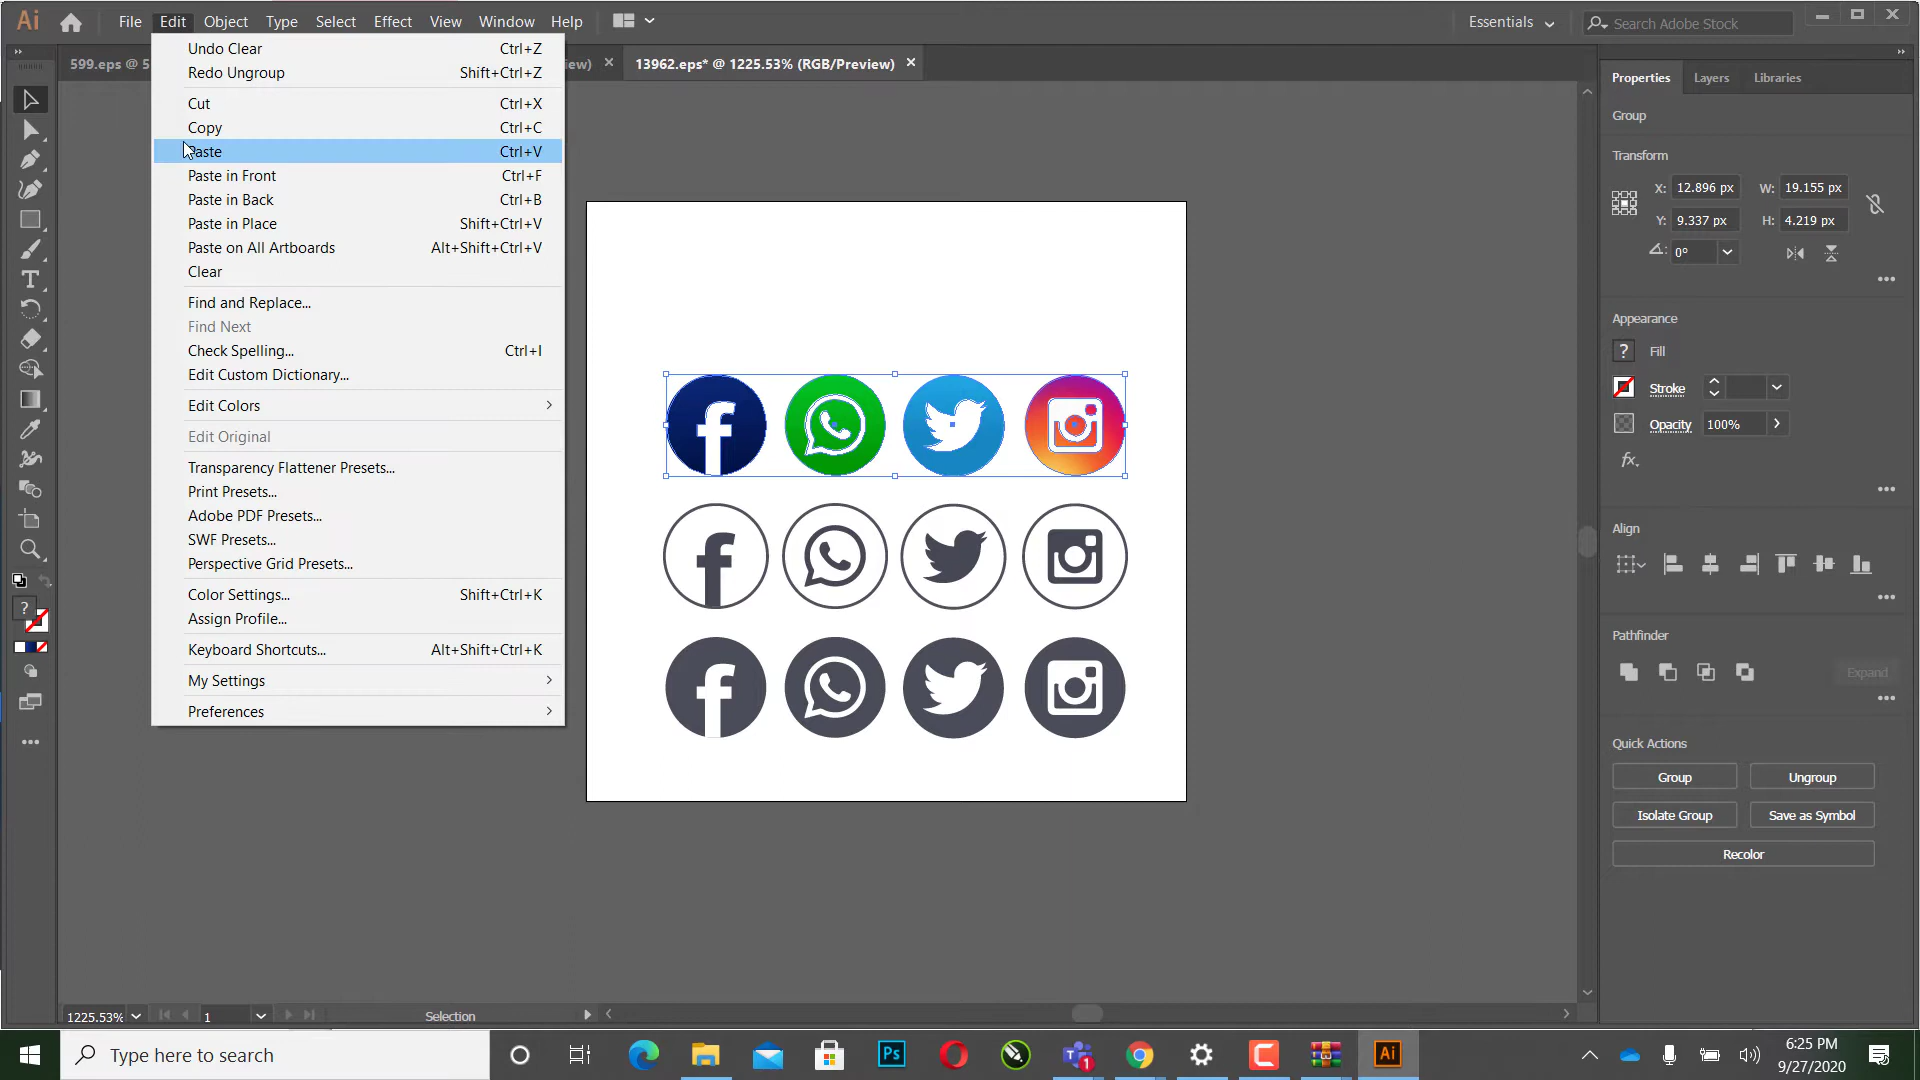 Ai File Edit Object Type Select Effect View Window Help Essentials Search Adobe Stock
599.eps @ 5 iew) × 13962.eps* @ 1225.53% (RGB/Preview) ×
Undo Clear Ctrl+Z
Redo Ungroup Shift+Ctrl+Z
Cut Ctrl+X
Copy Ctrl+C
Paste Ctrl+V
Paste in Front Ctrl+F
Paste in Back Ctrl+B
Paste in Place Shift+Ctrl+V
Paste on All Artboards Alt+Shift+Ctrl+V
Clear
Find and Replace...
Find Next
Check Spelling... Ctrl+I
Edit Custom Dictionary...
Edit Colors
Edit Original
Transparency Flattener Presets...
Print Presets...
Adobe PDF Presets...
SWF Presets...
Perspective Grid Presets...
Color Settings... Shift+Ctrl+K
Assign Profile...
Keyboard Shortcuts... Alt+Shift+Ctrl+K
My Settings
Preferences
Properties Layers Libraries
Group
Transform
X: 12.896 px W: 19.155 px
Y: 9.337 px H: 4.219 px
0°
Appearance
? Fill
Stroke
Opacity 100%
fx
Align
Pathfinder
Expand
Quick Actions
Group Ungroup
Isolate Group Save as Symbol
Recolor
T
?
1225.53% 1 Selection
Type here to search Ps 1 Ai
6:25 PM
9/27/2020